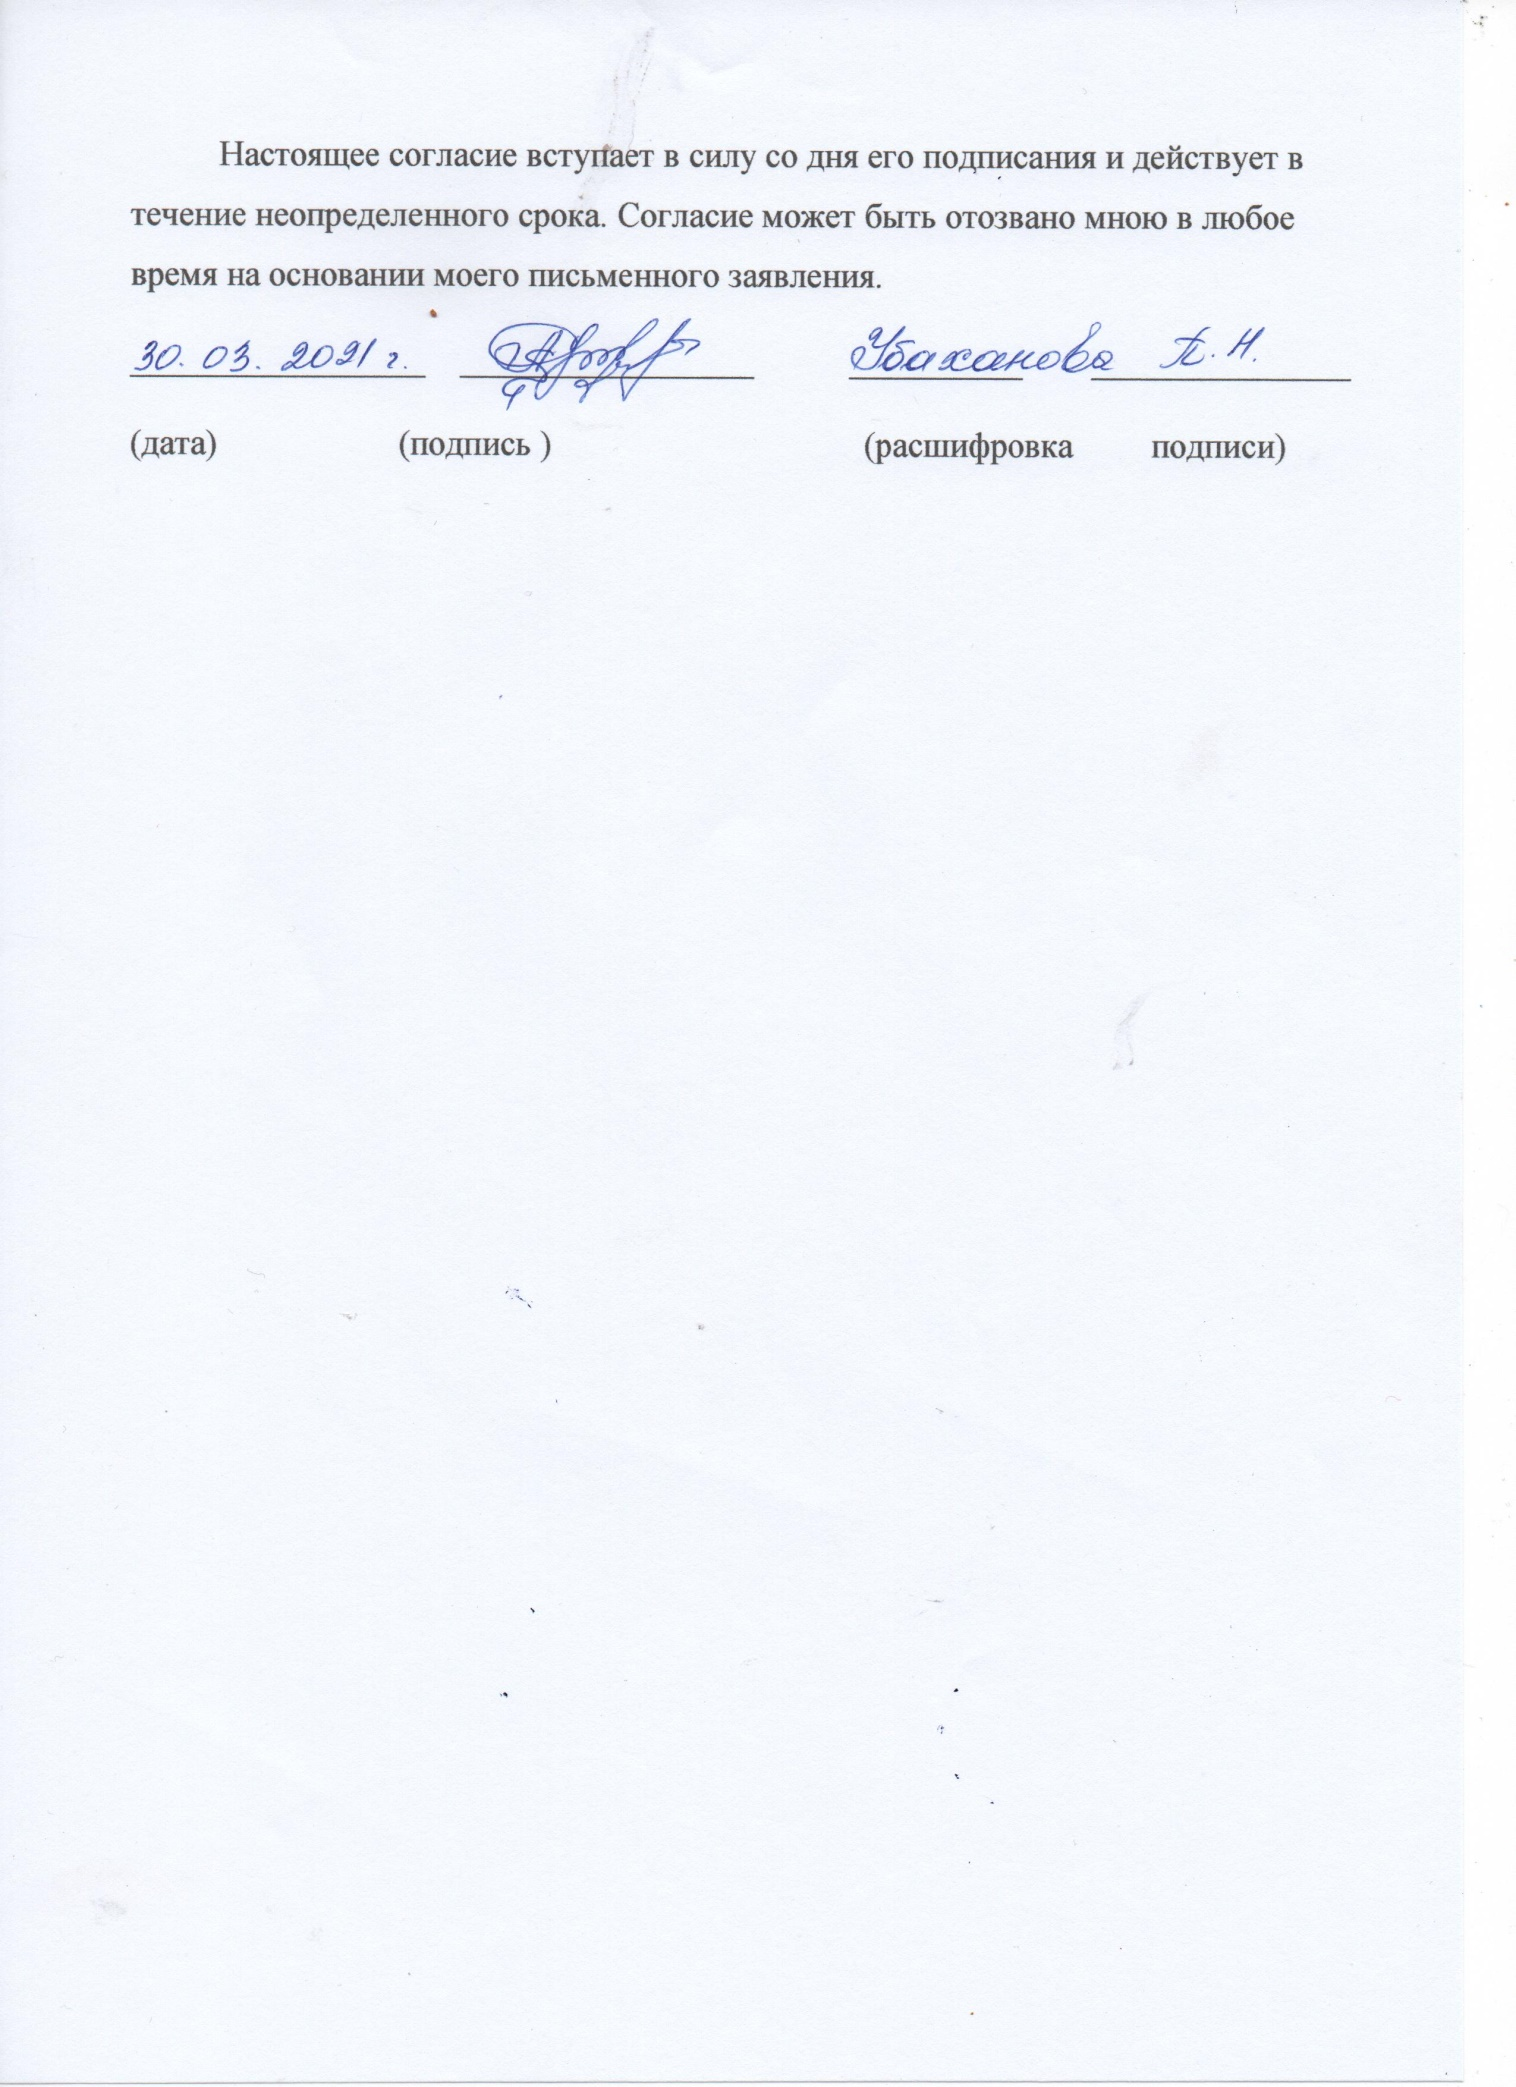 Настоящее согласие вступает в силу со дня его подписания и действует в
течение неопределенного срока. Согласие может быть отозвано мною в любое
время на основании моего письменного заявления.
30. 03. 2021 г. Убаханова П. Н.
(дата) (подпись ) (расшифровка подписи)